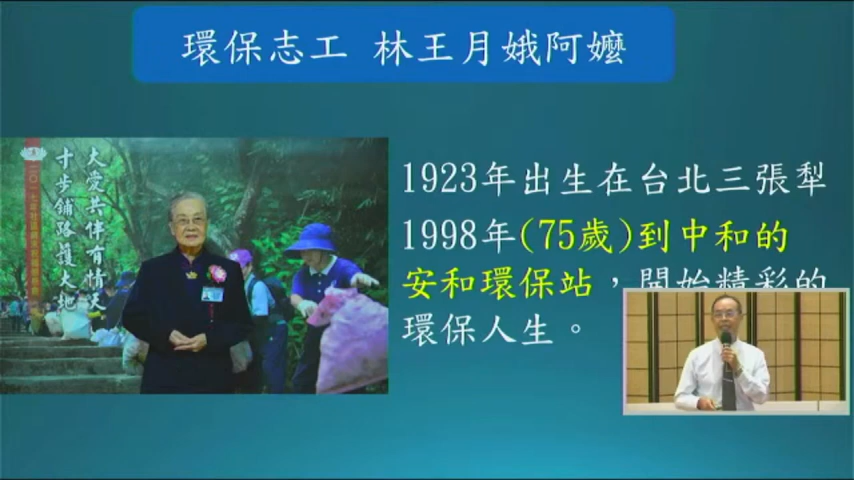 環保志工 林王月娥阿嬤
大愛共伴有情天
十步鋪路護大地
1923年出生在台北三張犁
1998年(75歲)到中和的
安和環保站，開始精彩的
環保人生。